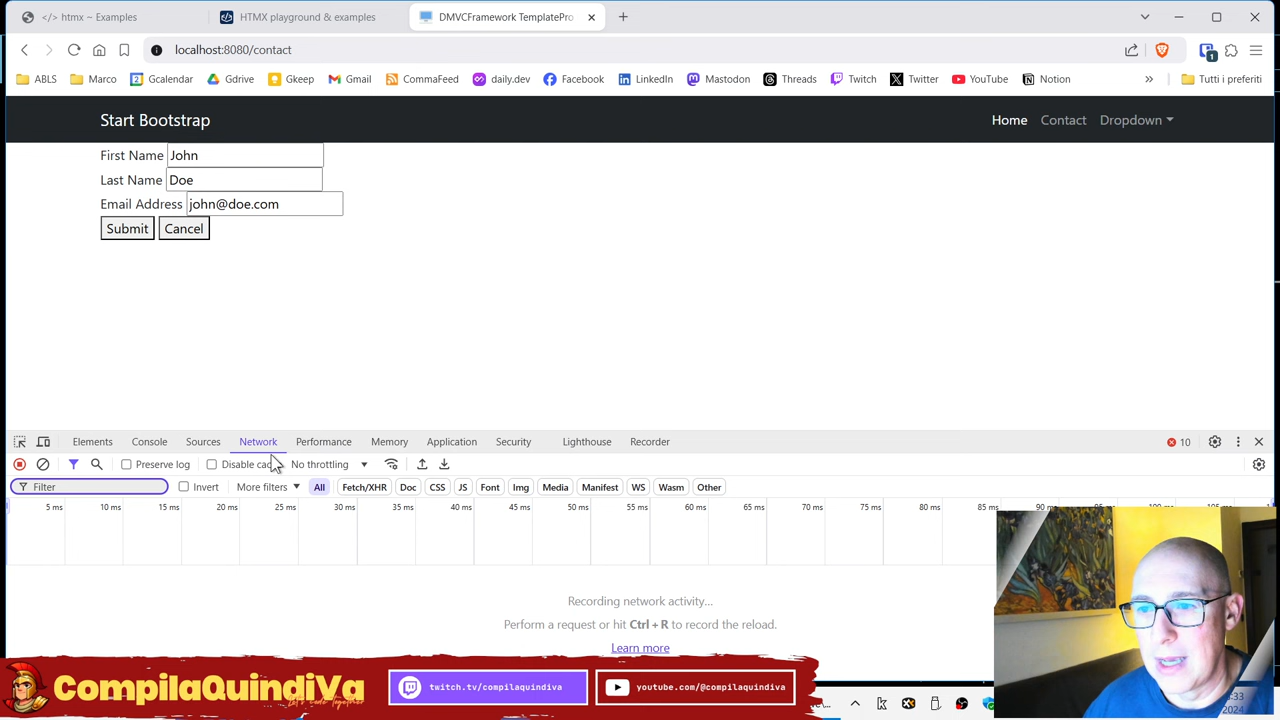 </> htmx ~ Examples
HTMX playground & examples
DMVCFramework TemplatePro
localhost:8080/contact
1
ABLS
Marco
Gcalendar
Gdrive
Gkeep
Gmail
CommaFeed
daily.dev
Facebook
LinkedIn
Mastodon
Threads
Twitch
Twitter
YouTube
Notion
Tutti i preferiti
Start Bootstrap
Home
Contact
Dropdown
First Name John
Last Name Doe
Email Address john@doe.com
Submit Cancel
Elements
Console
Sources
Network
Performance
Memory
Application
Security
Lighthouse
Recorder
10
Preserve log
Disable
No throttling
Filter
Invert
More filters
All
Fetch/XHR
Doc
CSS
JS
Font
Img
Media
Manifest
WS
Wasm
Other
5 ms
10 ms
15 ms
20 ms
25 ms
30 ms
35 ms
40 ms
45 ms
50 ms
55 ms
60 ms
65 ms
70 ms
75 ms
80 ms
85 ms
Recording network activity...
Perform a request or hit Ctrl + R to record the reload.
Learn more
CompilaQuindiVa
Let's Code Together
twitch.tv/compilaquindiva
youtube.com/@compilaquindiva